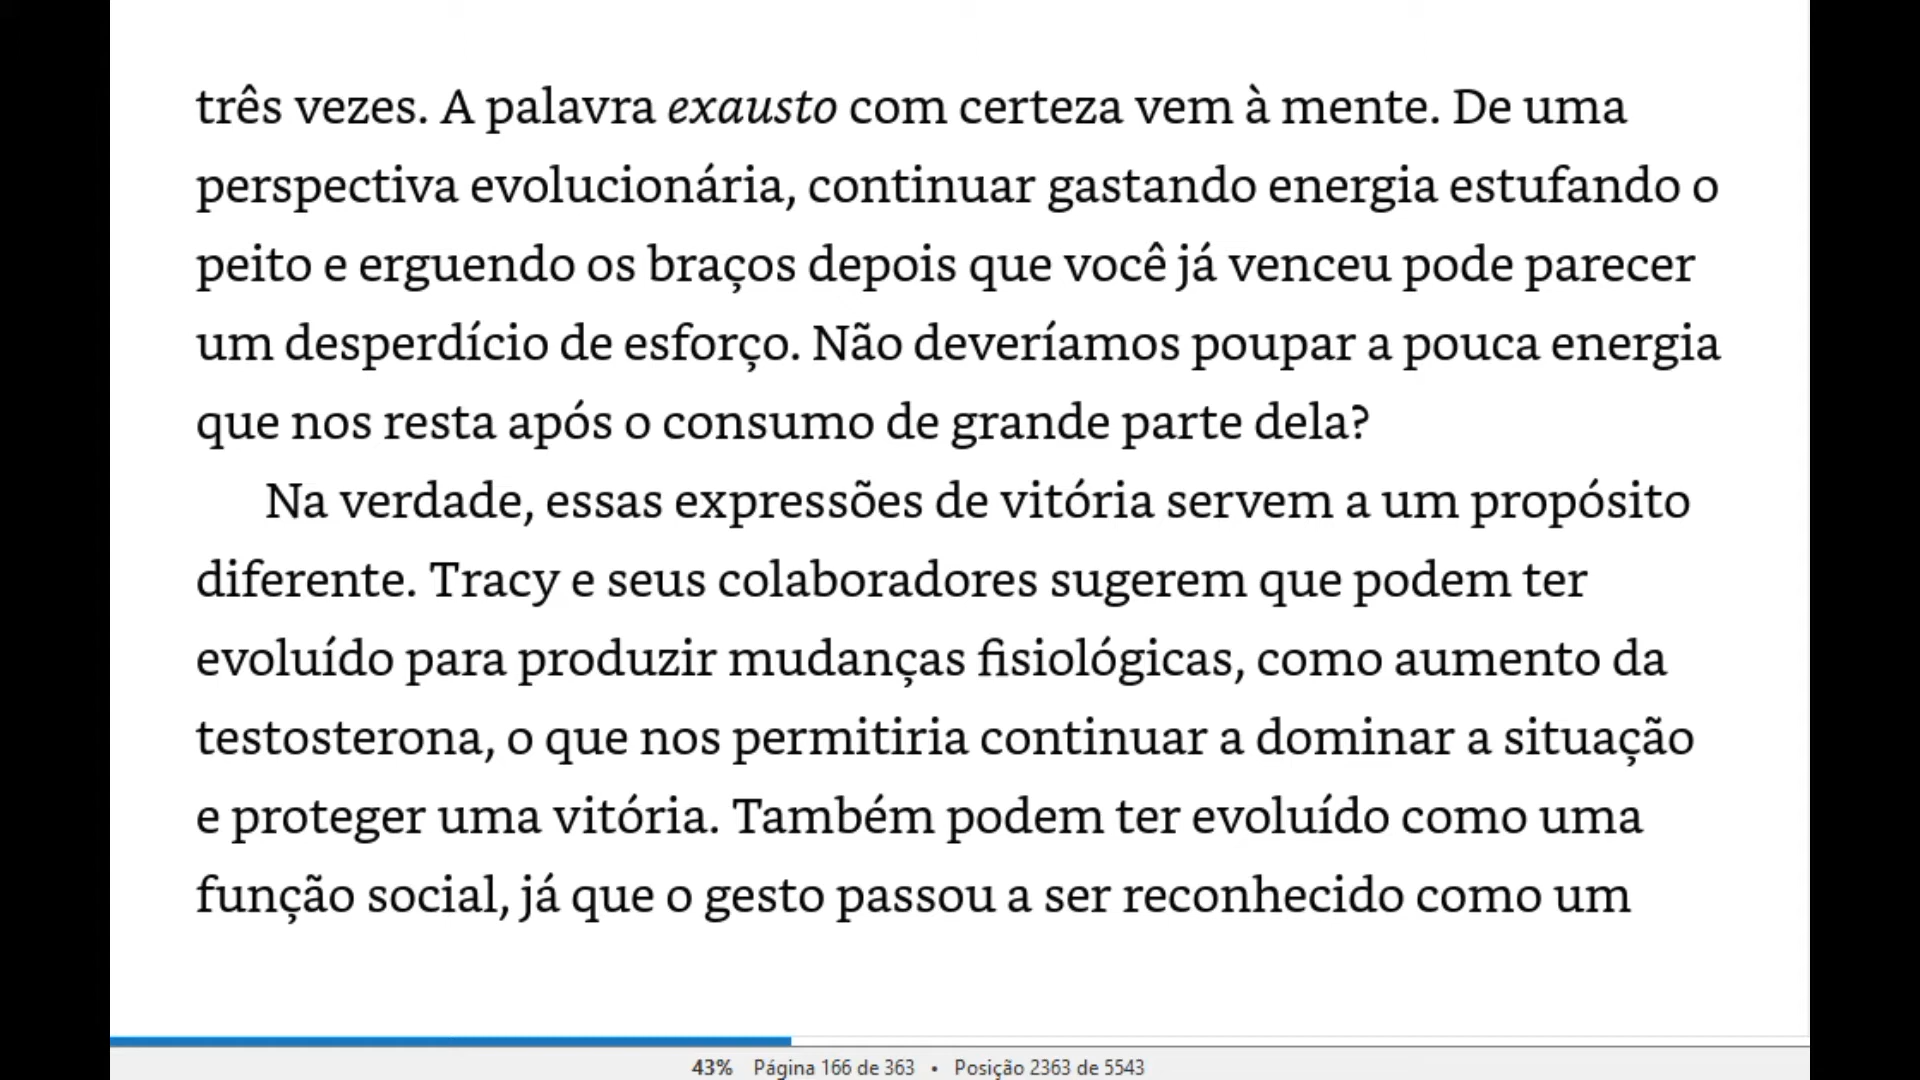 três vezes. A palavra exausto com certeza vem à mente. De uma
perspectiva evolucionária, continuar gastando energia estufando o
peito e erguendo os braços depois que você já venceu pode parecer
um desperdício de esforço. Não deveríamos poupar a pouca energia
que nos resta após o consumo de grande parte dela?
Na verdade, essas expressões de vitória servem a um propósito
diferente. Tracy e seus colaboradores sugerem que podem ter
evoluído para produzir mudanças fisiológicas, como aumento da
testosterona, o que nos permitiria continuar a dominar a situação
e proteger uma vitória. Também podem ter evoluído como uma
função social, já que o gesto passou a ser reconhecido como um
43% Página 166 de 363 • Posição 2363 de 5543